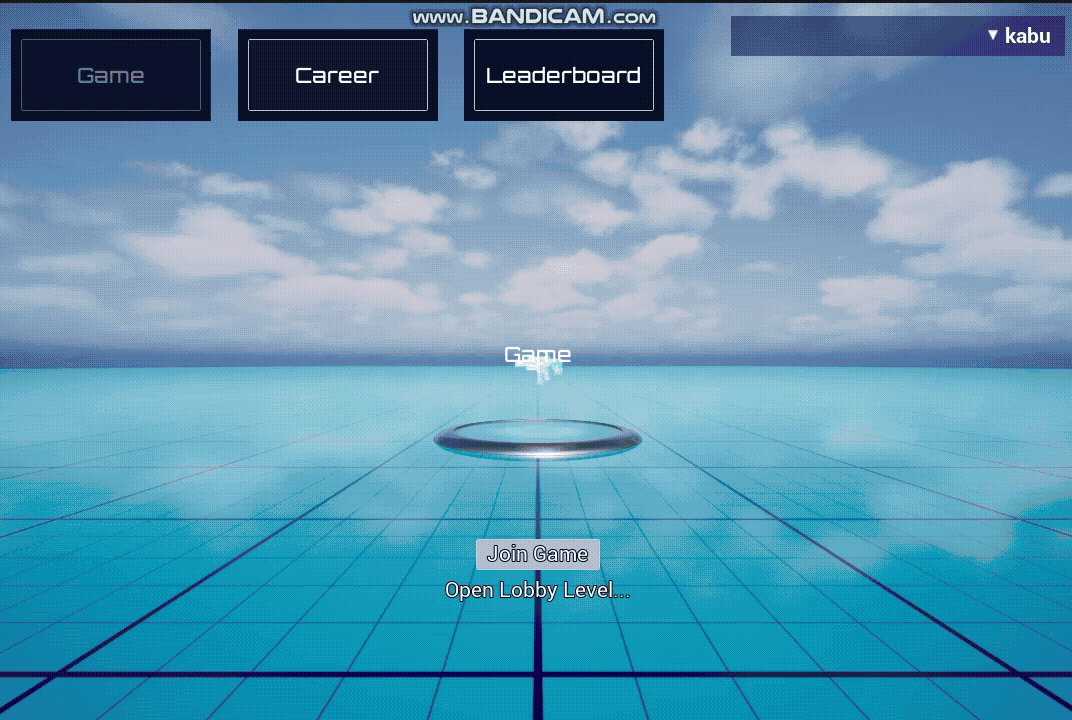 www.BANDICAM.com
Game
Career
Leaderboard
▼ kabu
Game
Join Game
Open Lobby Level...